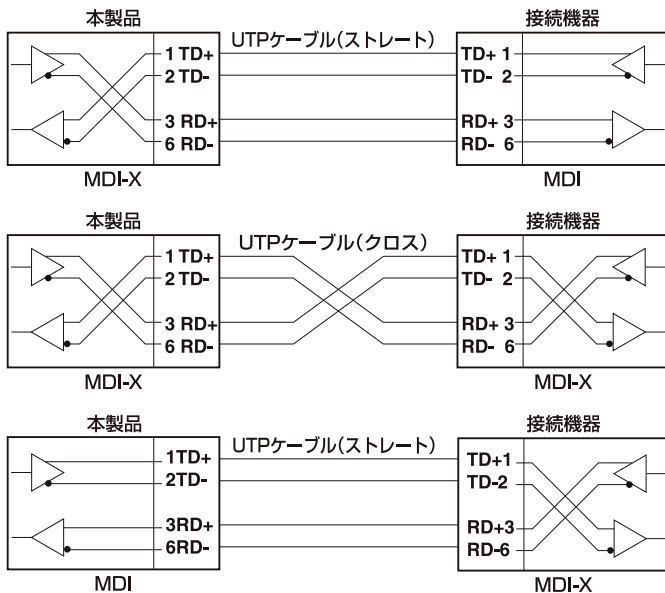 本製品
接続機器
UTPケーブル(ストレート)
1 TD+
2 TD-
3 RD+
6 RD-
TD+ 1
TD- 2
RD+ 3
RD- 6
MDI-X
MDI
本製品
接続機器
UTPケーブル(クロス)
1 TD+
2 TD-
3 RD+
6 RD-
TD+ 1
TD- 2
RD+ 3
RD- 6
MDI-X
MDI-X
本製品
接続機器
UTPケーブル(ストレート)
1TD+
2TD-
3RD+
6RD-
TD+1
TD-2
RD+3
RD-6
MDI
MDI-X